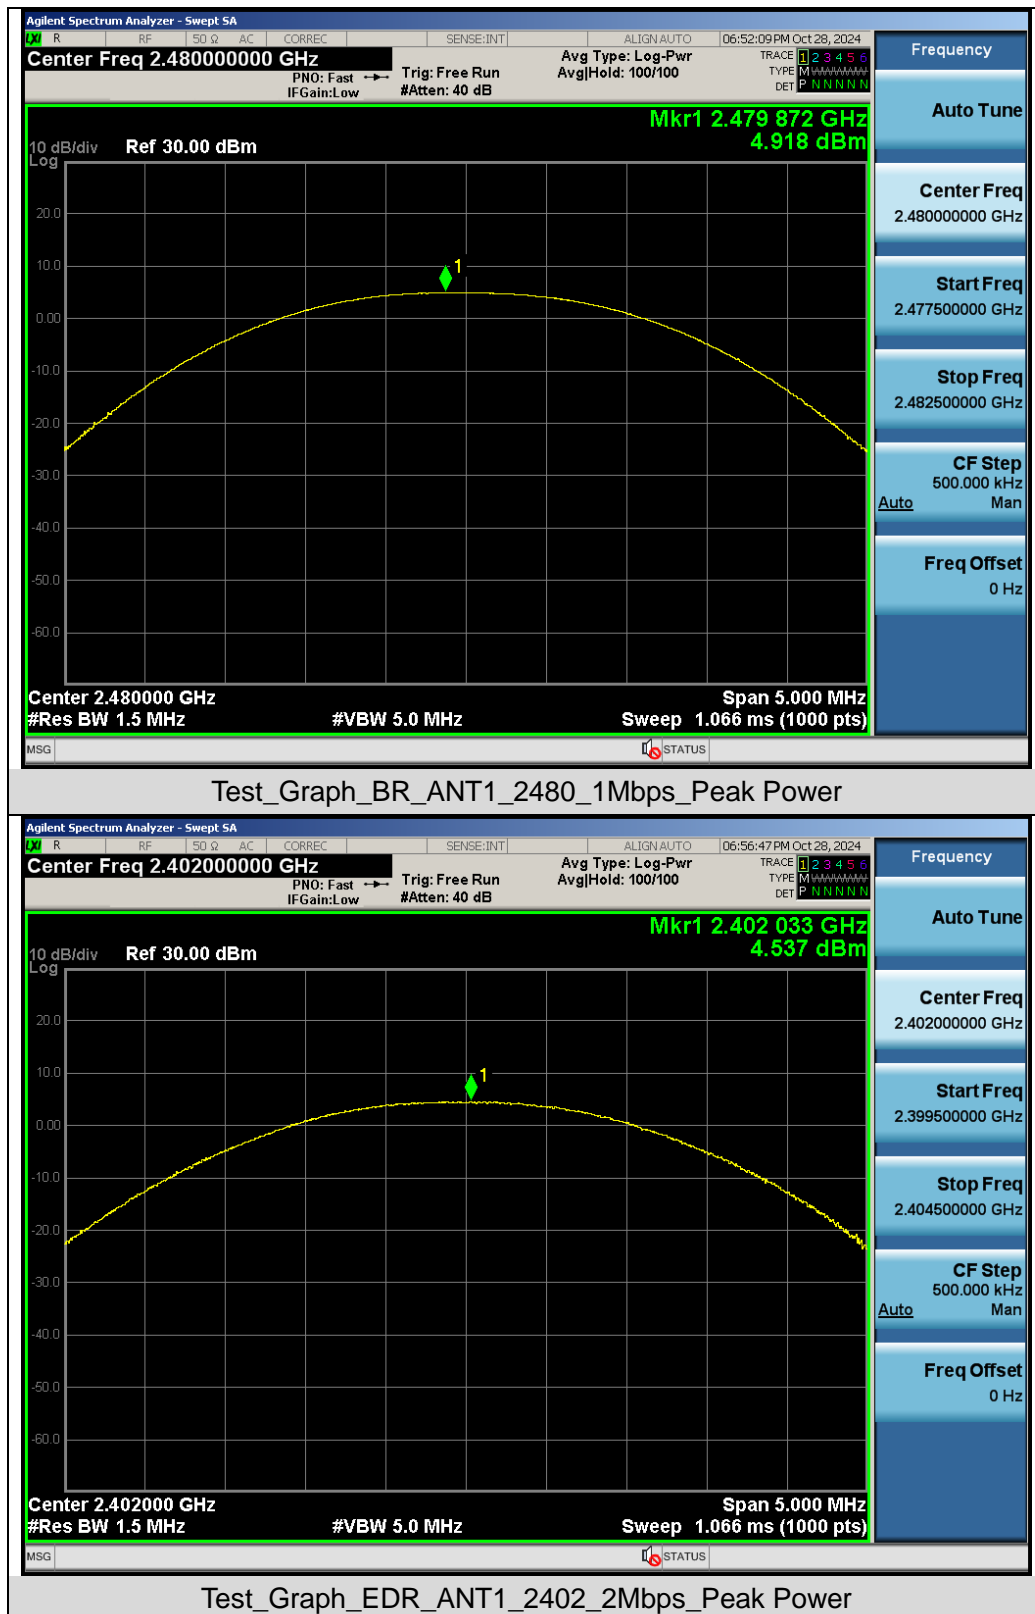 Agilent Spectrum Analyzer - Swept SA
LXI R RF 50 Ω AC CORREC SENSE:INT ALIGN AUTO 06:52:09 PM Oct 28, 2024
Center Freq 2.480000000 GHz
PNO: Fast
IFGain:Low
Trig: Free Run
#Atten: 40 dB
Avg Type: Log-Pwr
Avg|Hold: 100/100
TRACE 1 2 3 4 5 6
TYPE M WWWWW
DET P N N N N N
Mkr1 2.479 872 GHz
4.918 dBm
10 dB/div Ref 30.00 dBm
Log
20.0
10.0
1
0.00
-10.0
-20.0
-30.0
-40.0
-50.0
-60.0
Center 2.480000 GHz Span 5.000 MHz
#Res BW 1.5 MHz #VBW 5.0 MHz Sweep 1.066 ms (1000 pts)
MSG STATUS
Frequency
Auto Tune
Center Freq
2.480000000 GHz
Start Freq
2.477500000 GHz
Stop Freq
2.482500000 GHz
CF Step
500.000 kHz
Auto Man
Freq Offset
0 Hz
Test_Graph_BR_ANT1_2480_1Mbps_Peak Power
Agilent Spectrum Analyzer - Swept SA
LXI R RF 50 Ω AC CORREC SENSE:INT ALIGN AUTO 06:56:47 PM Oct 28, 2024
Center Freq 2.402000000 GHz
PNO: Fast
IFGain:Low
Trig: Free Run
#Atten: 40 dB
Avg Type: Log-Pwr
Avg|Hold: 100/100
TRACE 1 2 3 4 5 6
TYPE M WWWWW
DET P N N N N N
Mkr1 2.402 033 GHz
4.537 dBm
10 dB/div Ref 30.00 dBm
Log
20.0
10.0
1
0.00
-10.0
-20.0
-30.0
-40.0
-50.0
-60.0
Center 2.402000 GHz Span 5.000 MHz
#Res BW 1.5 MHz #VBW 5.0 MHz Sweep 1.066 ms (1000 pts)
MSG STATUS
Frequency
Auto Tune
Center Freq
2.402000000 GHz
Start Freq
2.399500000 GHz
Stop Freq
2.404500000 GHz
CF Step
500.000 kHz
Auto Man
Freq Offset
0 Hz
Test_Graph_EDR_ANT1_2402_2Mbps_Peak Power